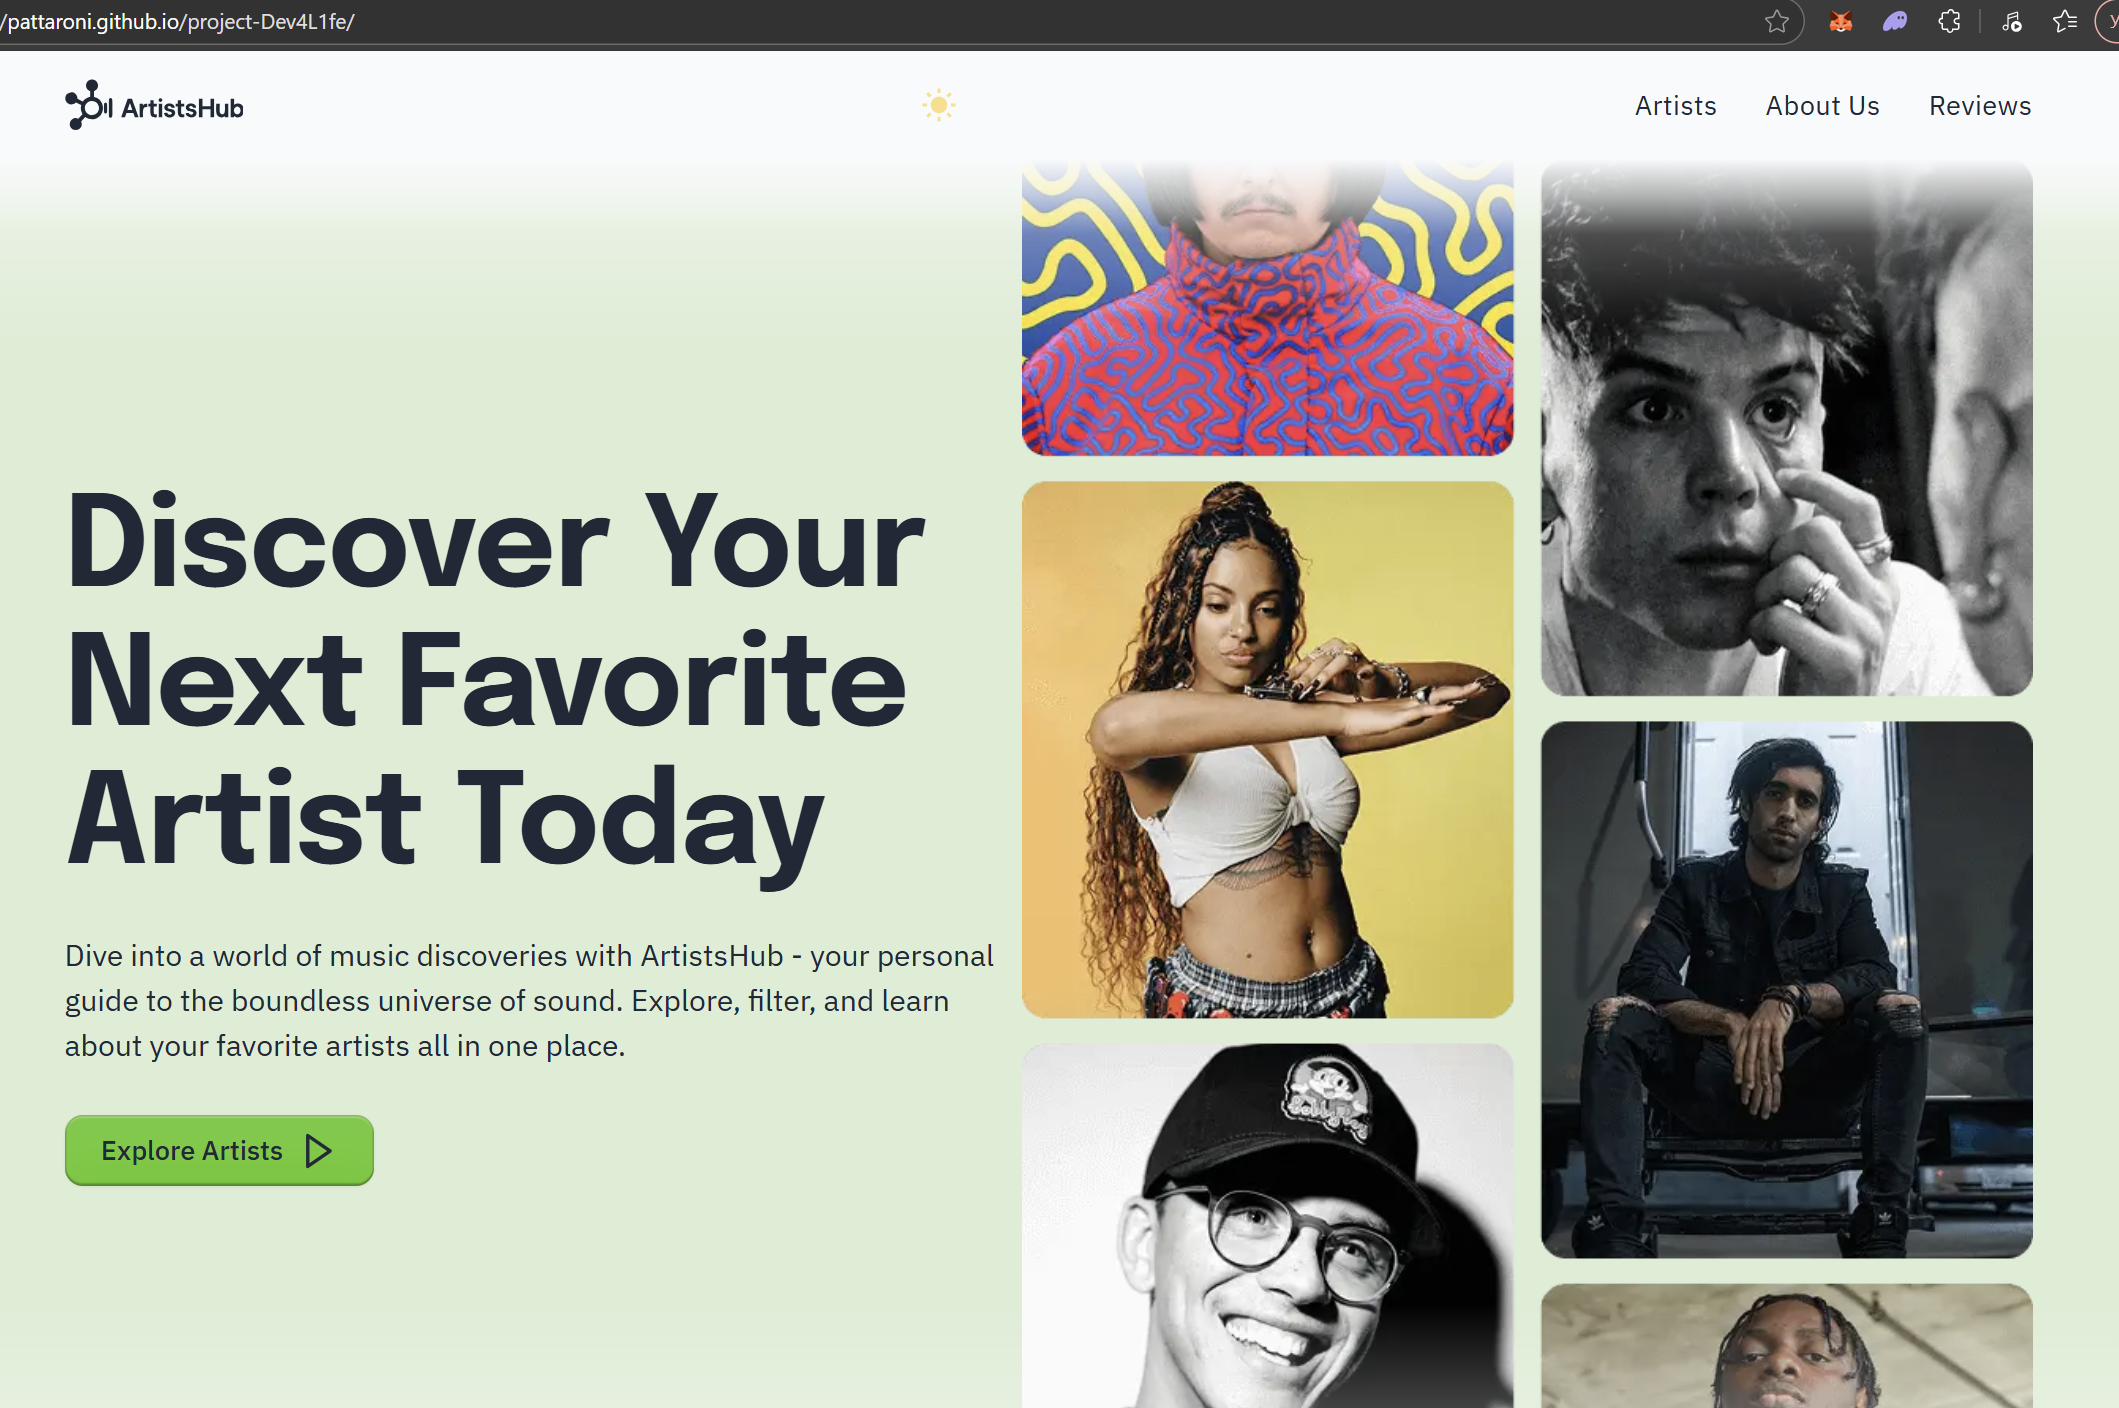 /pattaroni.github.io/project-Dev4L1fe/
ArtistsHub
Artists
About Us
Reviews
Discover Your
Next Favorite
Artist Today
Dive into a world of music discoveries with ArtistsHub - your personal
guide to the boundless universe of sound. Explore, filter, and learn
about your favorite artists all in one place.
Explore Artists